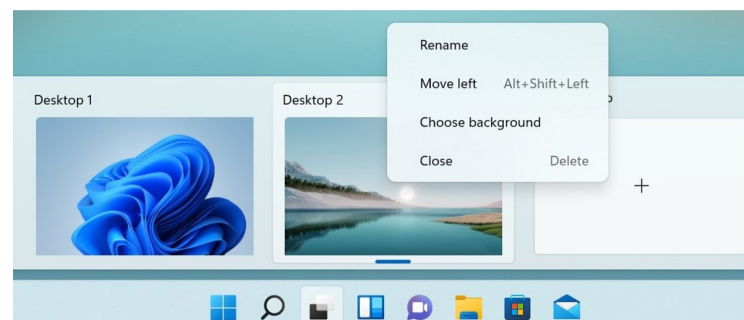 Rename
Move left Alt+Shift+Left
Choose background
Close Delete
Desktop 1
Desktop 2